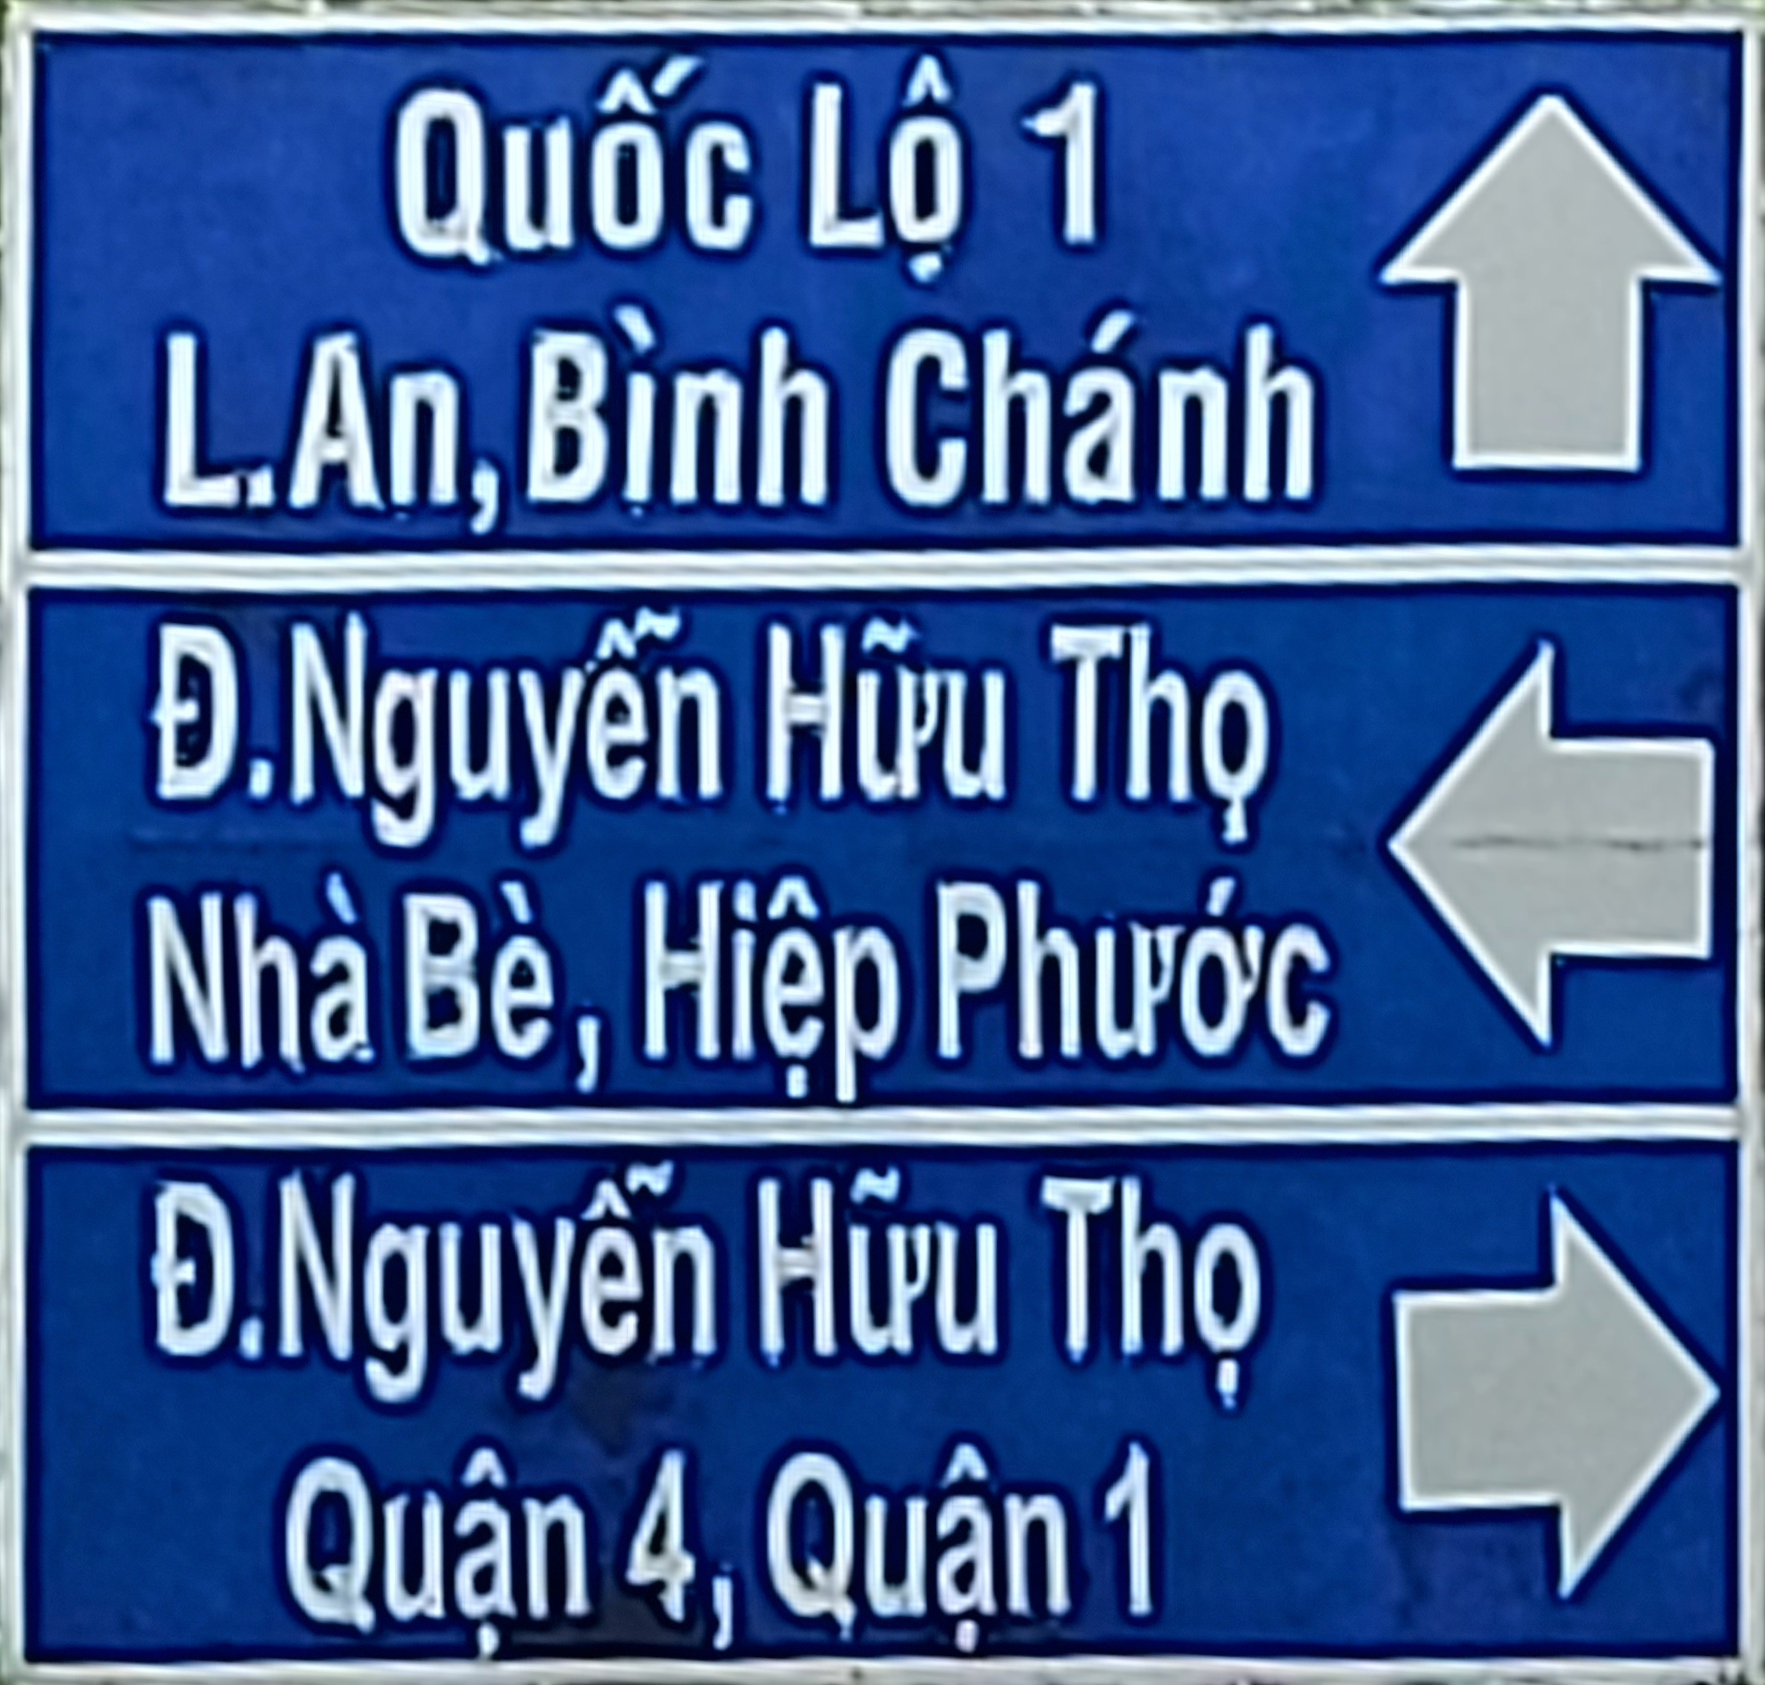 Quốc Lộ 1
L.An, Bình Chánh
Đ.Nguyễn Hữu Thọ
Nhà Bè, Hiệp Phước
Đ.Nguyễn Hữu Thọ
Quận 4, Quận 1